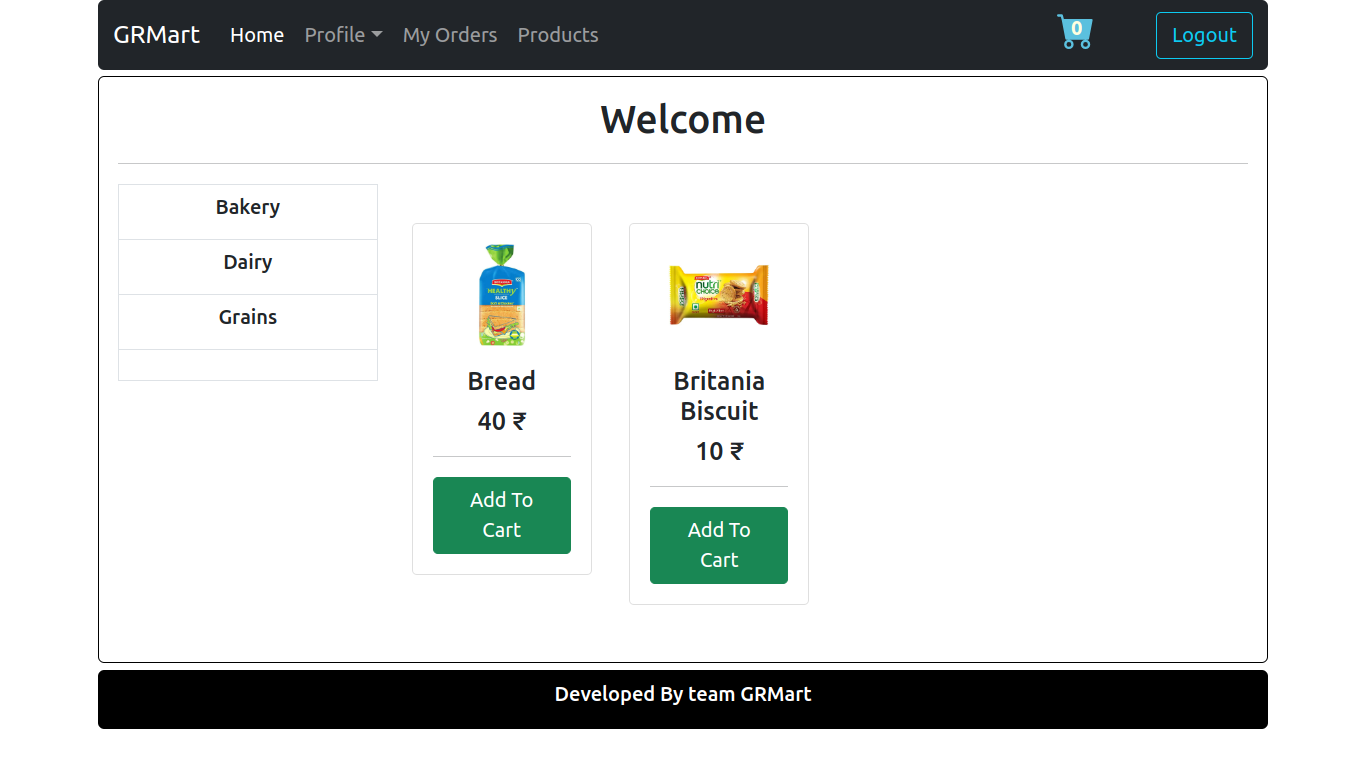 GRMart Home Profile My Orders Products 0 Logout
Welcome
Bakery
Dairy
Grains
HEALTHY
SLICE
Bread
40 ₹
Add To
Cart
nutri
CHOICE
Britania
Biscuit
10 ₹
Add To
Cart
Developed By team GRMart